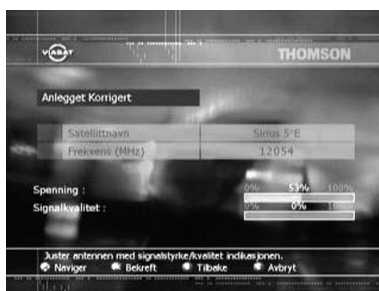 VIASAT THOMSON
Anlegget Korrigert
Satellittnavn Sirius 5°E
Frekvens (MHz) 12054
Spenning : 0% 53% 100%
Signalkvalitet : 0% 0%
Juster antennen med signalstyrke/kvalitet indikasjonen.
Naviger Bekreft Tilbake Avbryt